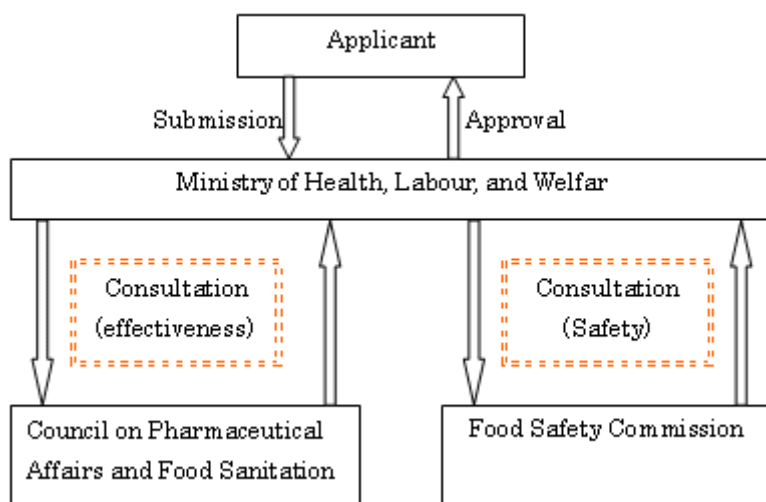 Applicant
Submission
Approval
Ministry of Health, Labour, and Welfar
Consultation
(effectiveness)
Consultation
(Safety)
Council on Pharmaceutical
Affairs and Food Sanitation
Food Safety Commission